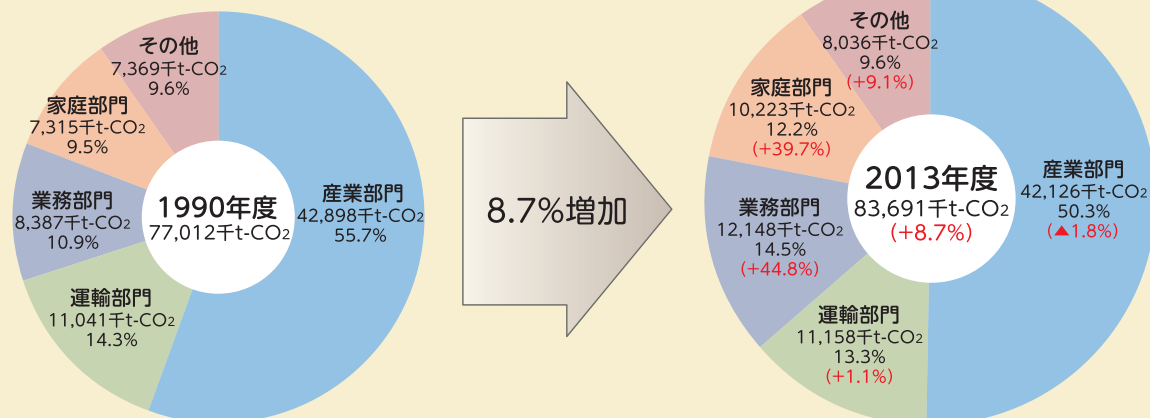 その他
7,369千t-CO2
9.6%
家庭部門
7,315千t-CO2
9.5%
業務部門
8,387千t-CO2
10.9%
運輸部門
11,041千t-CO2
14.3%
1990年度
77,012千t-CO2
産業部門
42,898千t-CO2
55.7%
8.7%増加
その他
8,036千t-CO2
9.6%
(+9.1%)
家庭部門
10,223千t-CO2
12.2%
(+39.7%)
業務部門
12,148千t-CO2
14.5%
(+44.8%)
運輸部門
11,158千t-CO2
13.3%
(+1.1%)
2013年度
83,691千t-CO2
(+8.7%)
産業部門
42,126千t-CO2
50.3%
(▲1.8%)